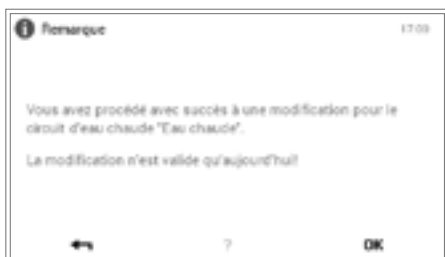 Remarque 17:03
Vous avez procédé avec succès à une modification pour le
circuit d'eau chaude "Eau chaude".
La modification n'est valide qu'aujourd'hui!
? OK